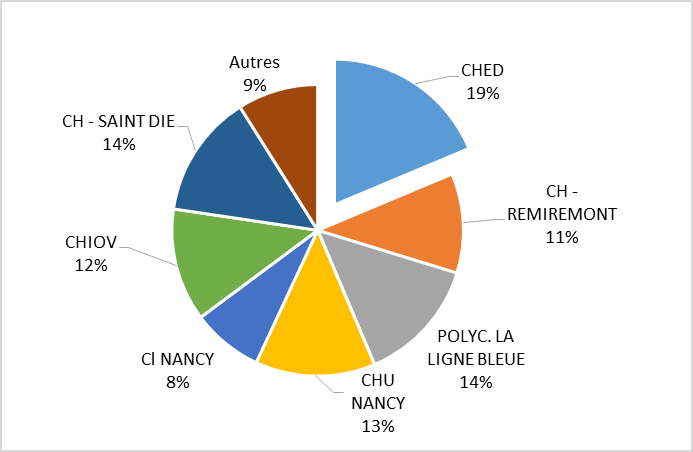 Autres
9%
CHED
19%
CH - SAINT DIE
14%
CH -
REMIREMONT
11%
CHIOV
12%
POLYC. LA
LIGNE BLEUE
14%
Cl NANCY
8%
CHU
NANCY
13%